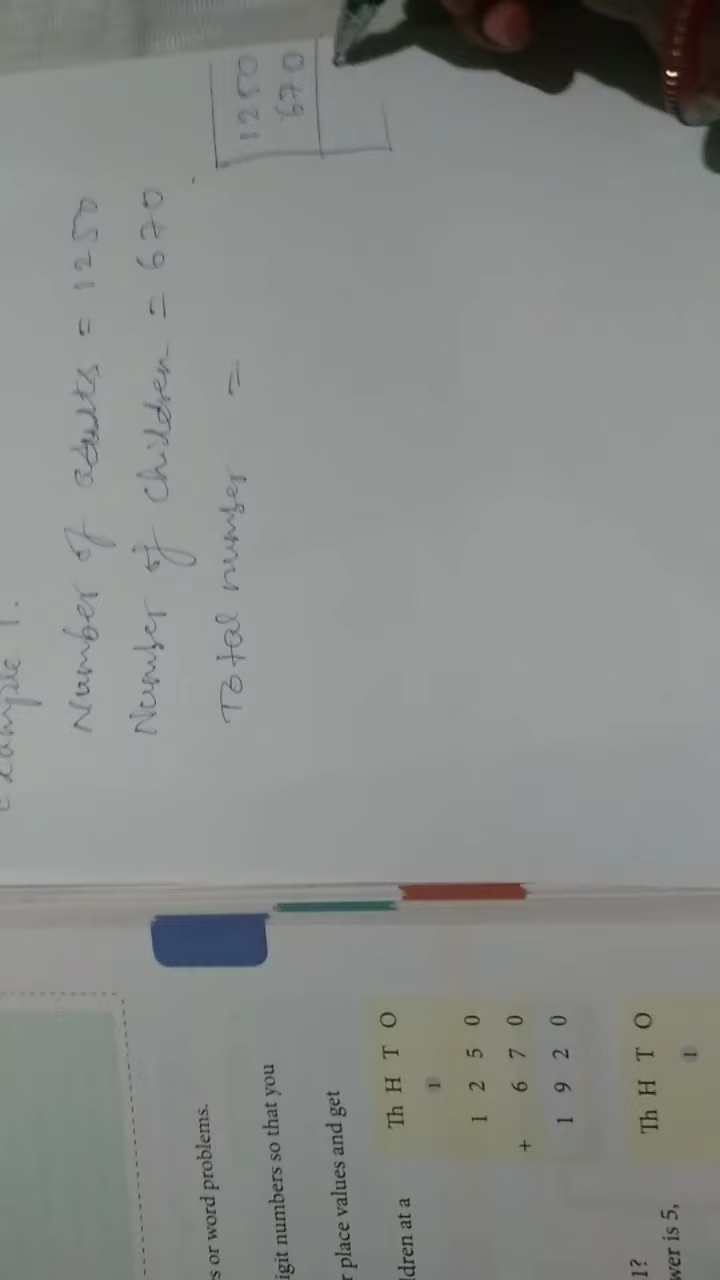 Example 1.
Number of adults = 1250
Number of children = 670
Total number =
1250
670
s or word problems.
igit numbers so that you
r place values and get
ldren at a
Th H T O
1
1 2 5 0
+ 6 7 0
1 9 2 0
1?
wer is 5,
Th H T O
1